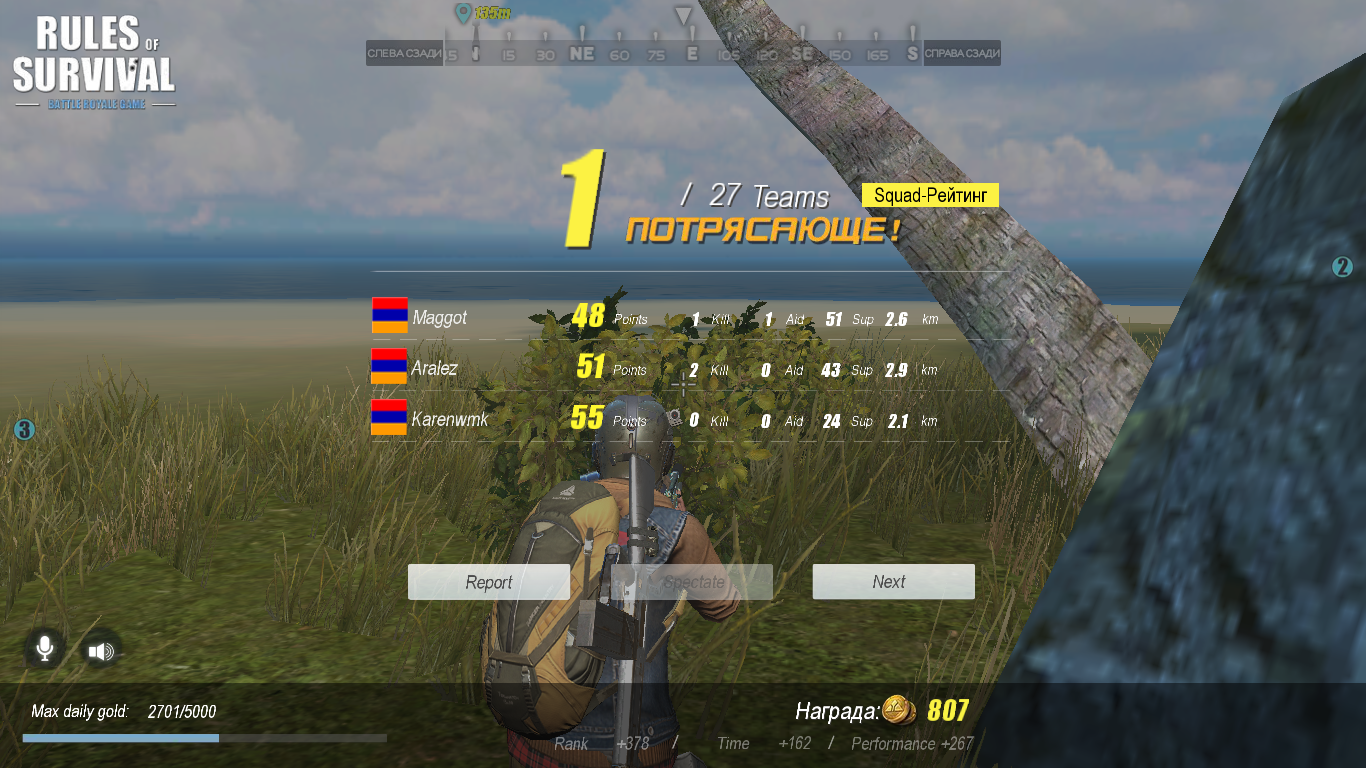 RULES OF
SURVIVAL
BATTLE ROYALE GAME
135m
СЛЕВА СЗАДИ N 15 30 NE 60 75 E 105 120 SE 150 165 S СПРАВА СЗАДИ
1 / 27 Teams Squad-Рейтинг
ПОТРЯСАЮЩЕ!
2
Maggot 48 Points 1 Kill 1 Aid 51 Sup 2.6 km
Aralez 51 Points 2 Kill 0 Aid 43 Sup 2.9 km
Karenwmk 55 Points 0 Kill 0 Aid 24 Sup 2.1 km
3
Report Spectate Next
Max daily gold: 2701/5000 Награда: 807
Rank +378 / Time +162 / Performance +267